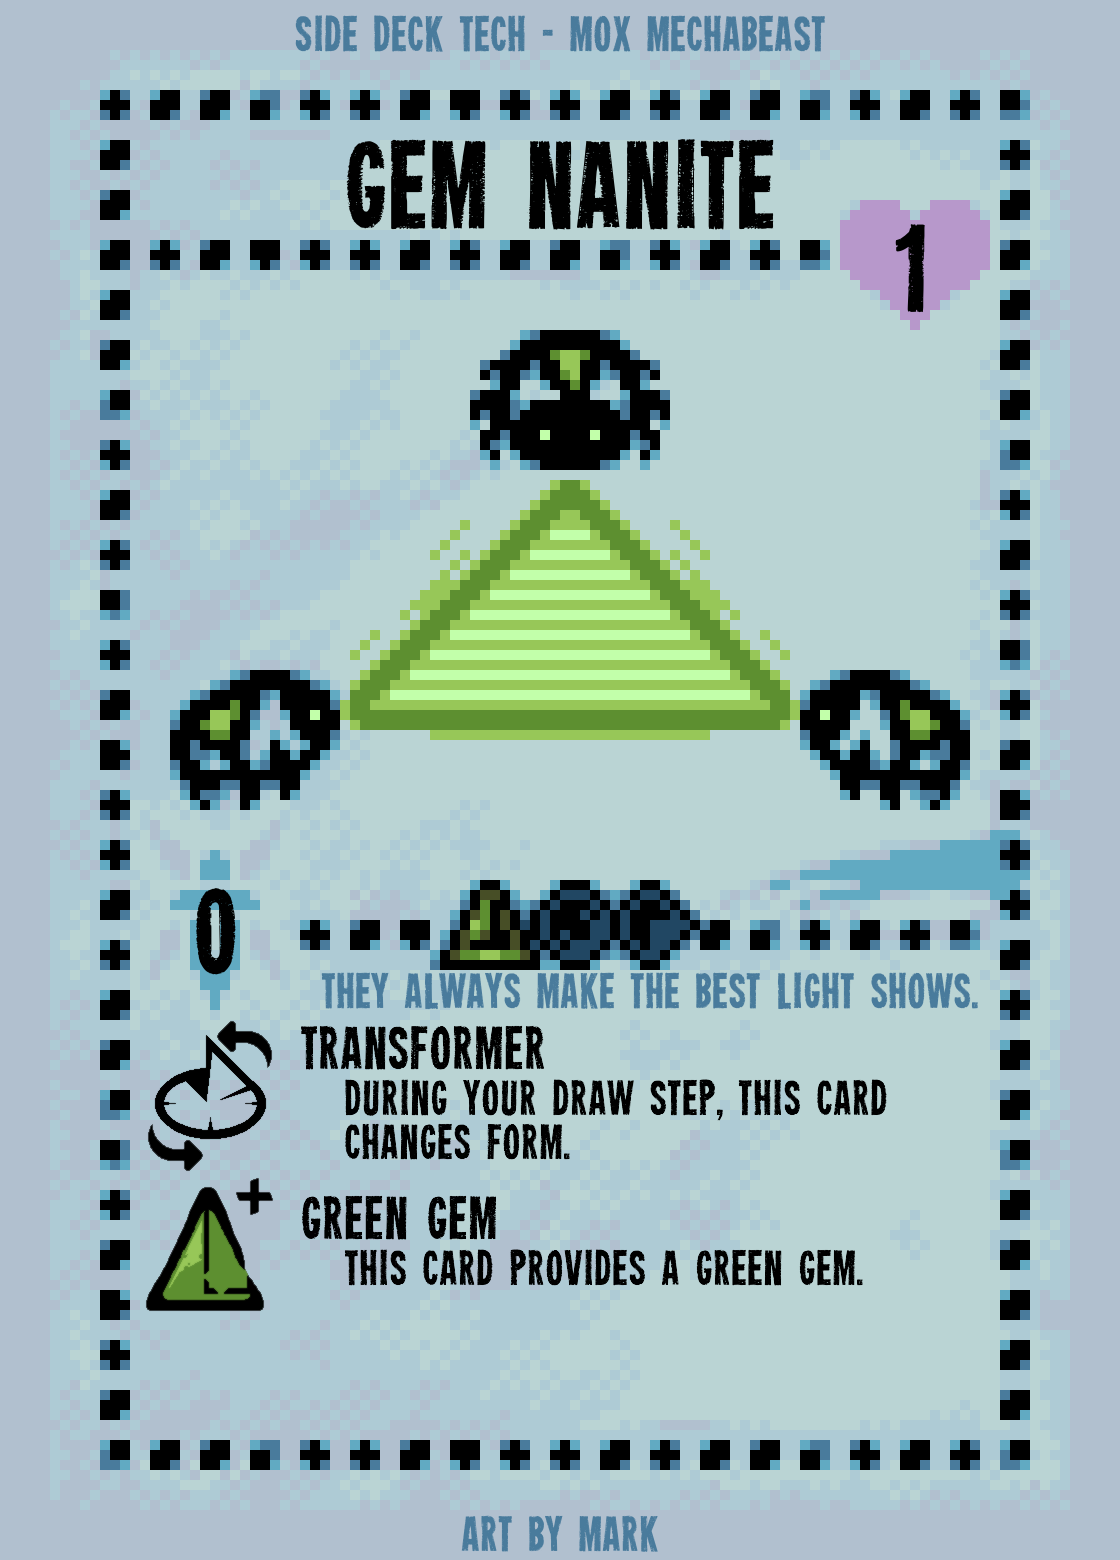 SIDE DECK TECH - MOX MECHABEAST
GEM NANITE
1
0
THEY ALWAYS MAKE THE BEST LIGHT SHOWS.
TRANSFORMER
DURING YOUR DRAW STEP, THIS CARD
CHANGES FORM.
GREEN GEM
THIS CARD PROVIDES A GREEN GEM.
ART BY MARK